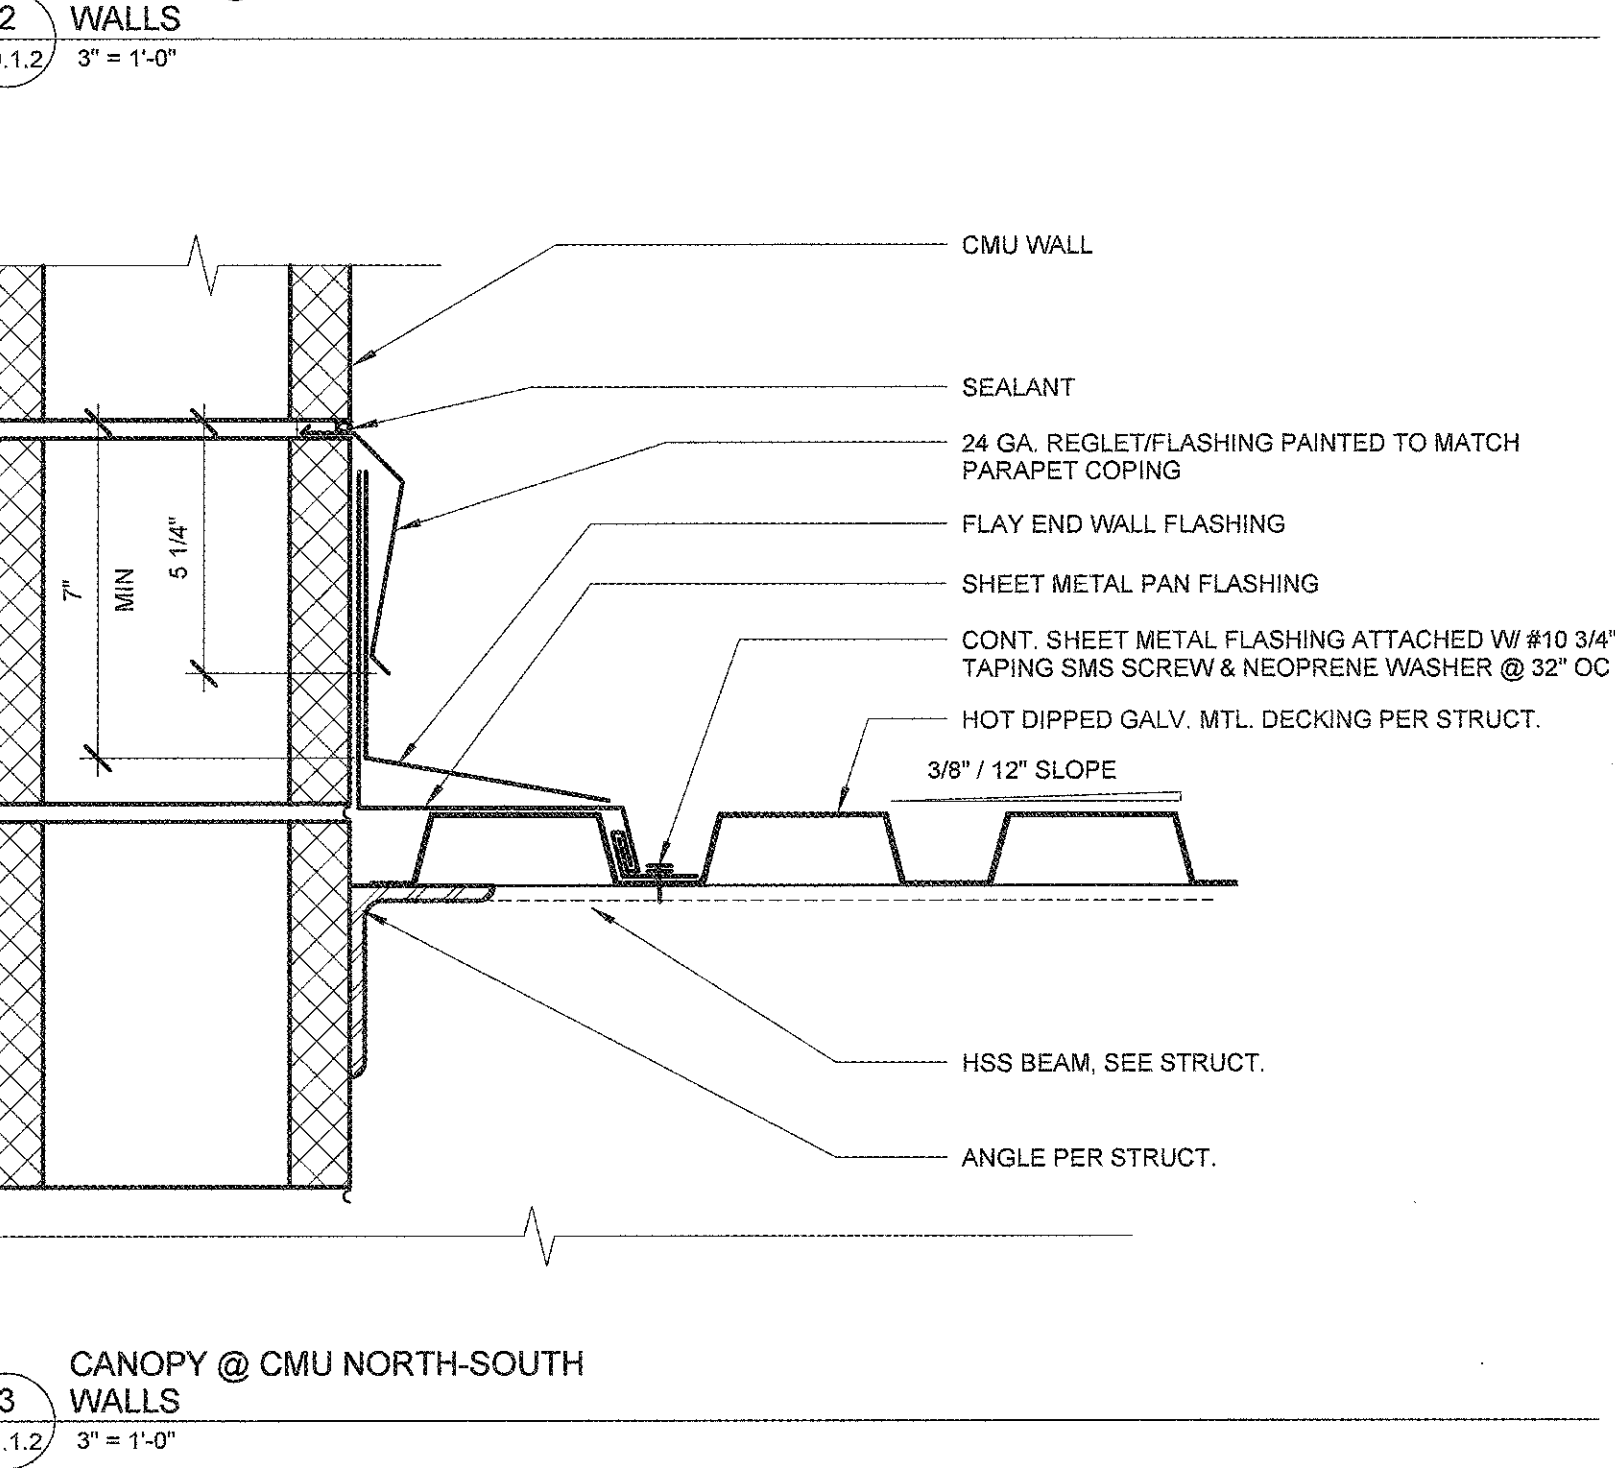 2
WALLS
.1.2
3" = 1'-0"
CMU WALL
SEALANT
24 GA. REGLET/FLASHING PAINTED TO MATCH
PARAPET COPING
FLAY END WALL FLASHING
SHEET METAL PAN FLASHING
CONT. SHEET METAL FLASHING ATTACHED W/ #10 3/4"
TAPING SMS SCREW & NEOPRENE WASHER @ 32" OC
HOT DIPPED GALV. MTL. DECKING PER STRUCT.
3/8" / 12" SLOPE
7"
MIN
5 1/4"
HSS BEAM, SEE STRUCT.
ANGLE PER STRUCT.
CANOPY @ CMU NORTH-SOUTH
3
WALLS
.1.2
3" = 1'-0"